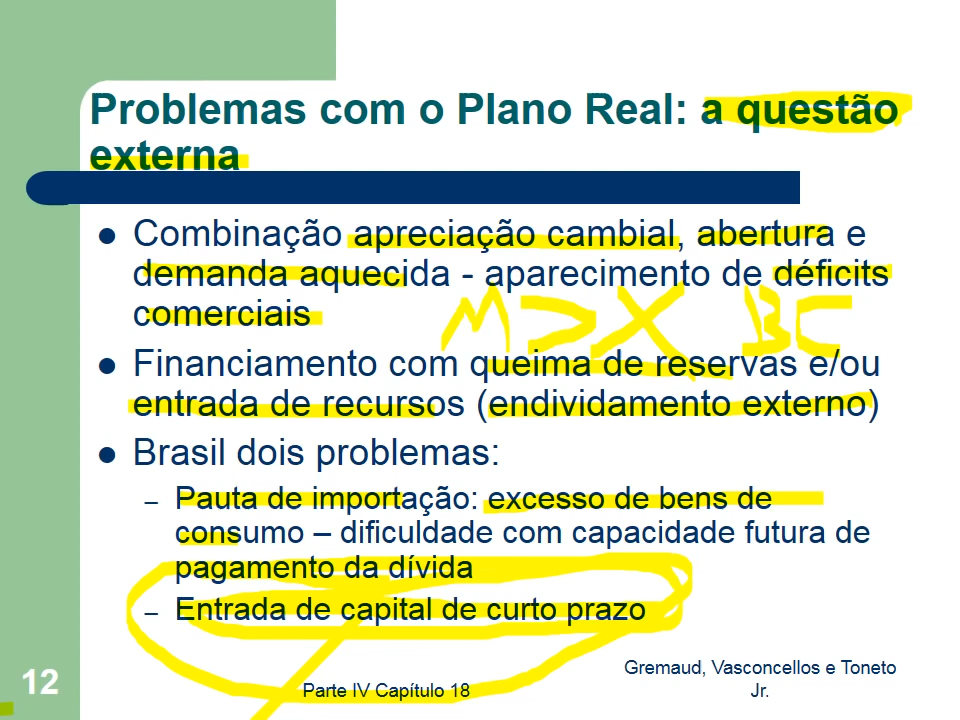 Problemas com o Plano Real: a questão
externa
● Combinação apreciação cambial, abertura e
demanda aquecida - aparecimento de déficits
comerciais
M > X BC
● Financiamento com queima de reservas e/ou
entrada de recursos (endividamento externo)
● Brasil dois problemas:
– Pauta de importação: excesso de bens de
consumo – dificuldade com capacidade futura de
pagamento da dívida
– Entrada de capital de curto prazo
12
Parte IV Capítulo 18
Gremaud, Vasconcellos e Toneto
Jr.